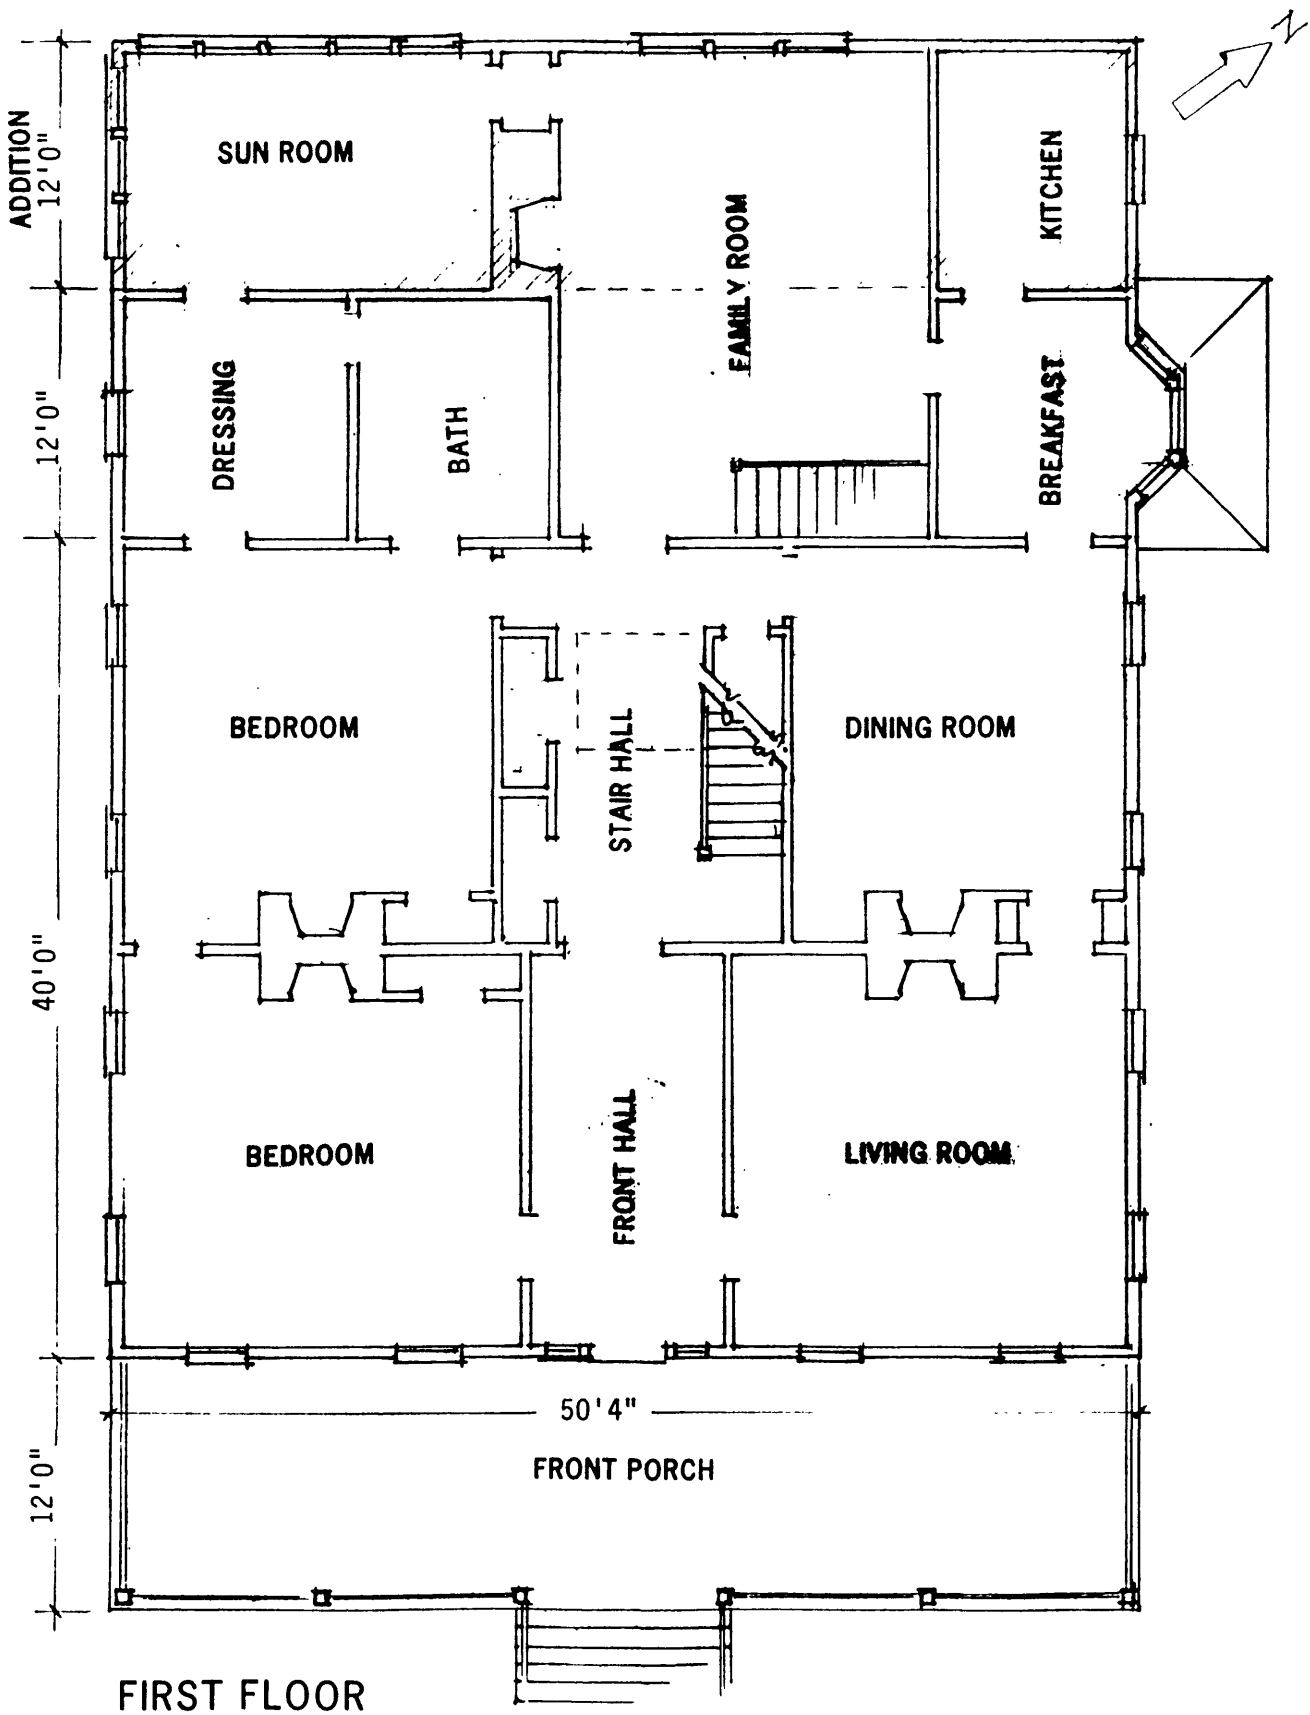 N
SUN ROOM
ADDITION
12'0"
KITCHEN
FAMILY ROOM
DRESSING
BATH
BREAKFAST
12'0"
BEDROOM
STAIR HALL
DINING ROOM
40'0"
BEDROOM
FRONT HALL
LIVING ROOM
50'4"
FRONT PORCH
12'0"
FIRST FLOOR